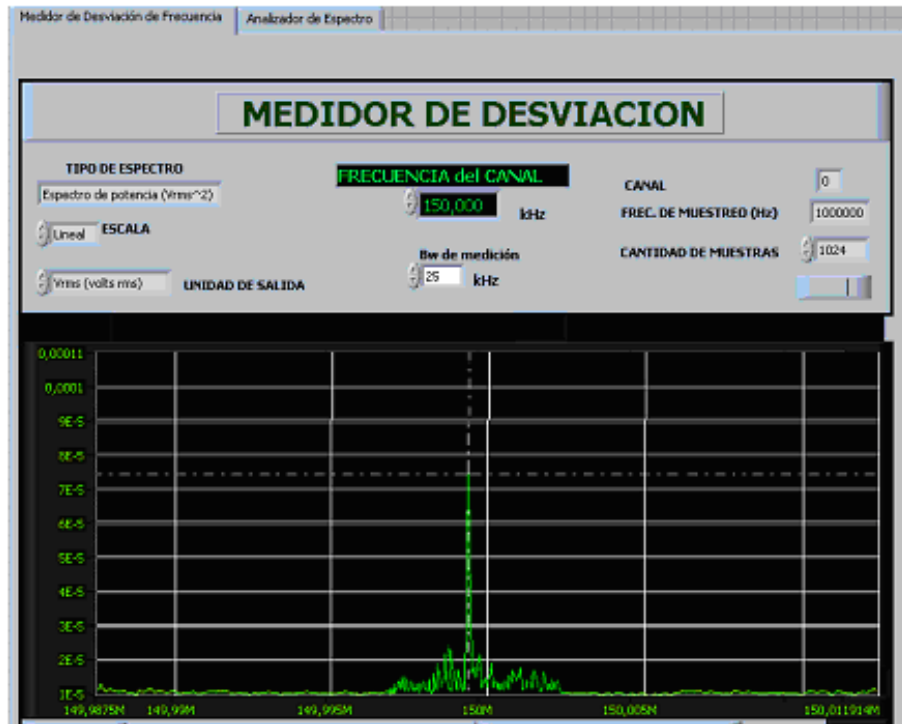 Medidor de Desviación de Frecuencia
Analizador de Espectro
MEDIDOR DE DESVIACION
TIPO DE ESPECTRO
Espectro de potencia (Vrms^2)
Lineal ESCALA
Vrms (volts rms) UNIDAD DE SALIDA
FRECUENCIA del CANAL
150,000 kHz
Bw de medición
25 kHz
CANAL 0
FREC. DE MUESTREO (Hz) 1000000
CANTIDAD DE MUESTRAS 1024
0,00011
0,0001
9E-5
8E-5
7E-5
6E-5
5E-5
4E-5
3E-5
2E-5
1E-5
149,9875M 149,99M 149,995M 150M 150,005M 150,011914M